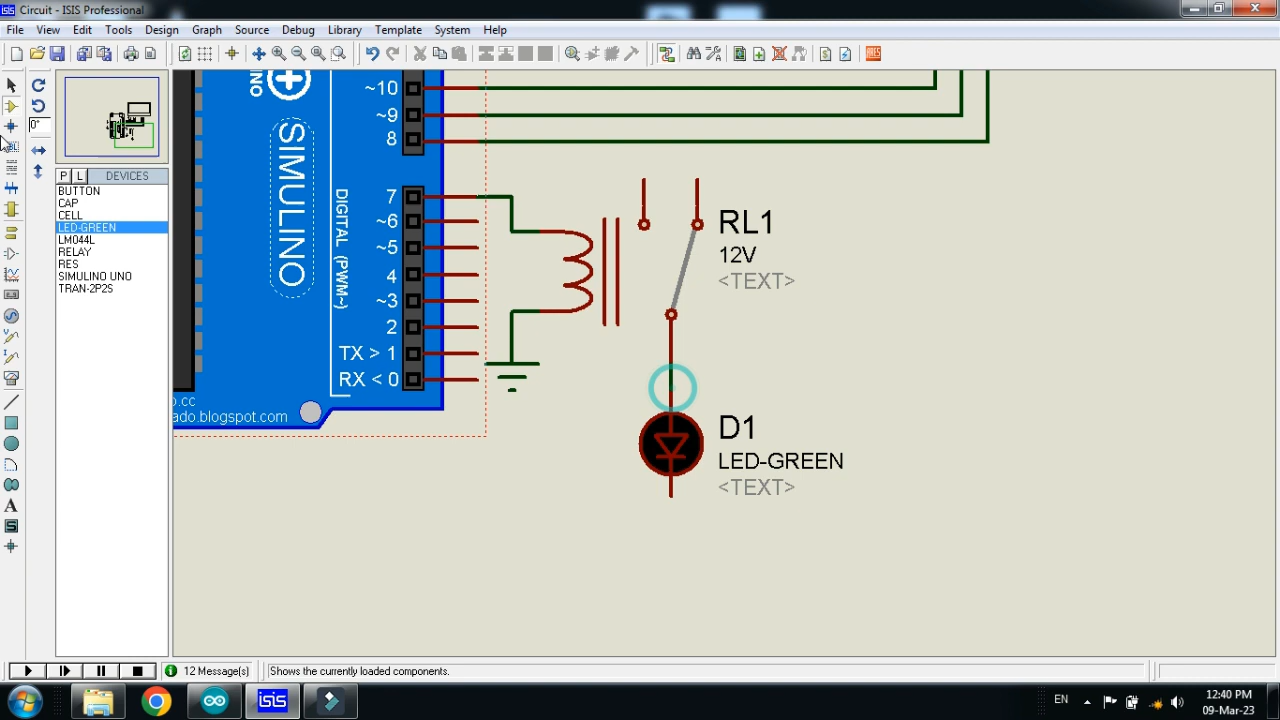 Circuit - ISIS Professional
File View Edit Tools Design Graph Source Debug Library Template System Help
0°
P L DEVICES
BUTTON
CAP
CELL
LED-GREEN
LM044L
RELAY
RES
SIMULINO UNO
TRAN-2P2S
NO
SIMULINO
DIGITAL (PWM~)
~10
~9
8
7
~6
~5
4
~3
2
TX > 1
RX < 0
o.cc
ado.blogspot.com
RL1
12V
<TEXT>
D1
LED-GREEN
<TEXT>
12 Message(s)
Shows the currently loaded components.
EN
12:40 PM
09-Mar-23